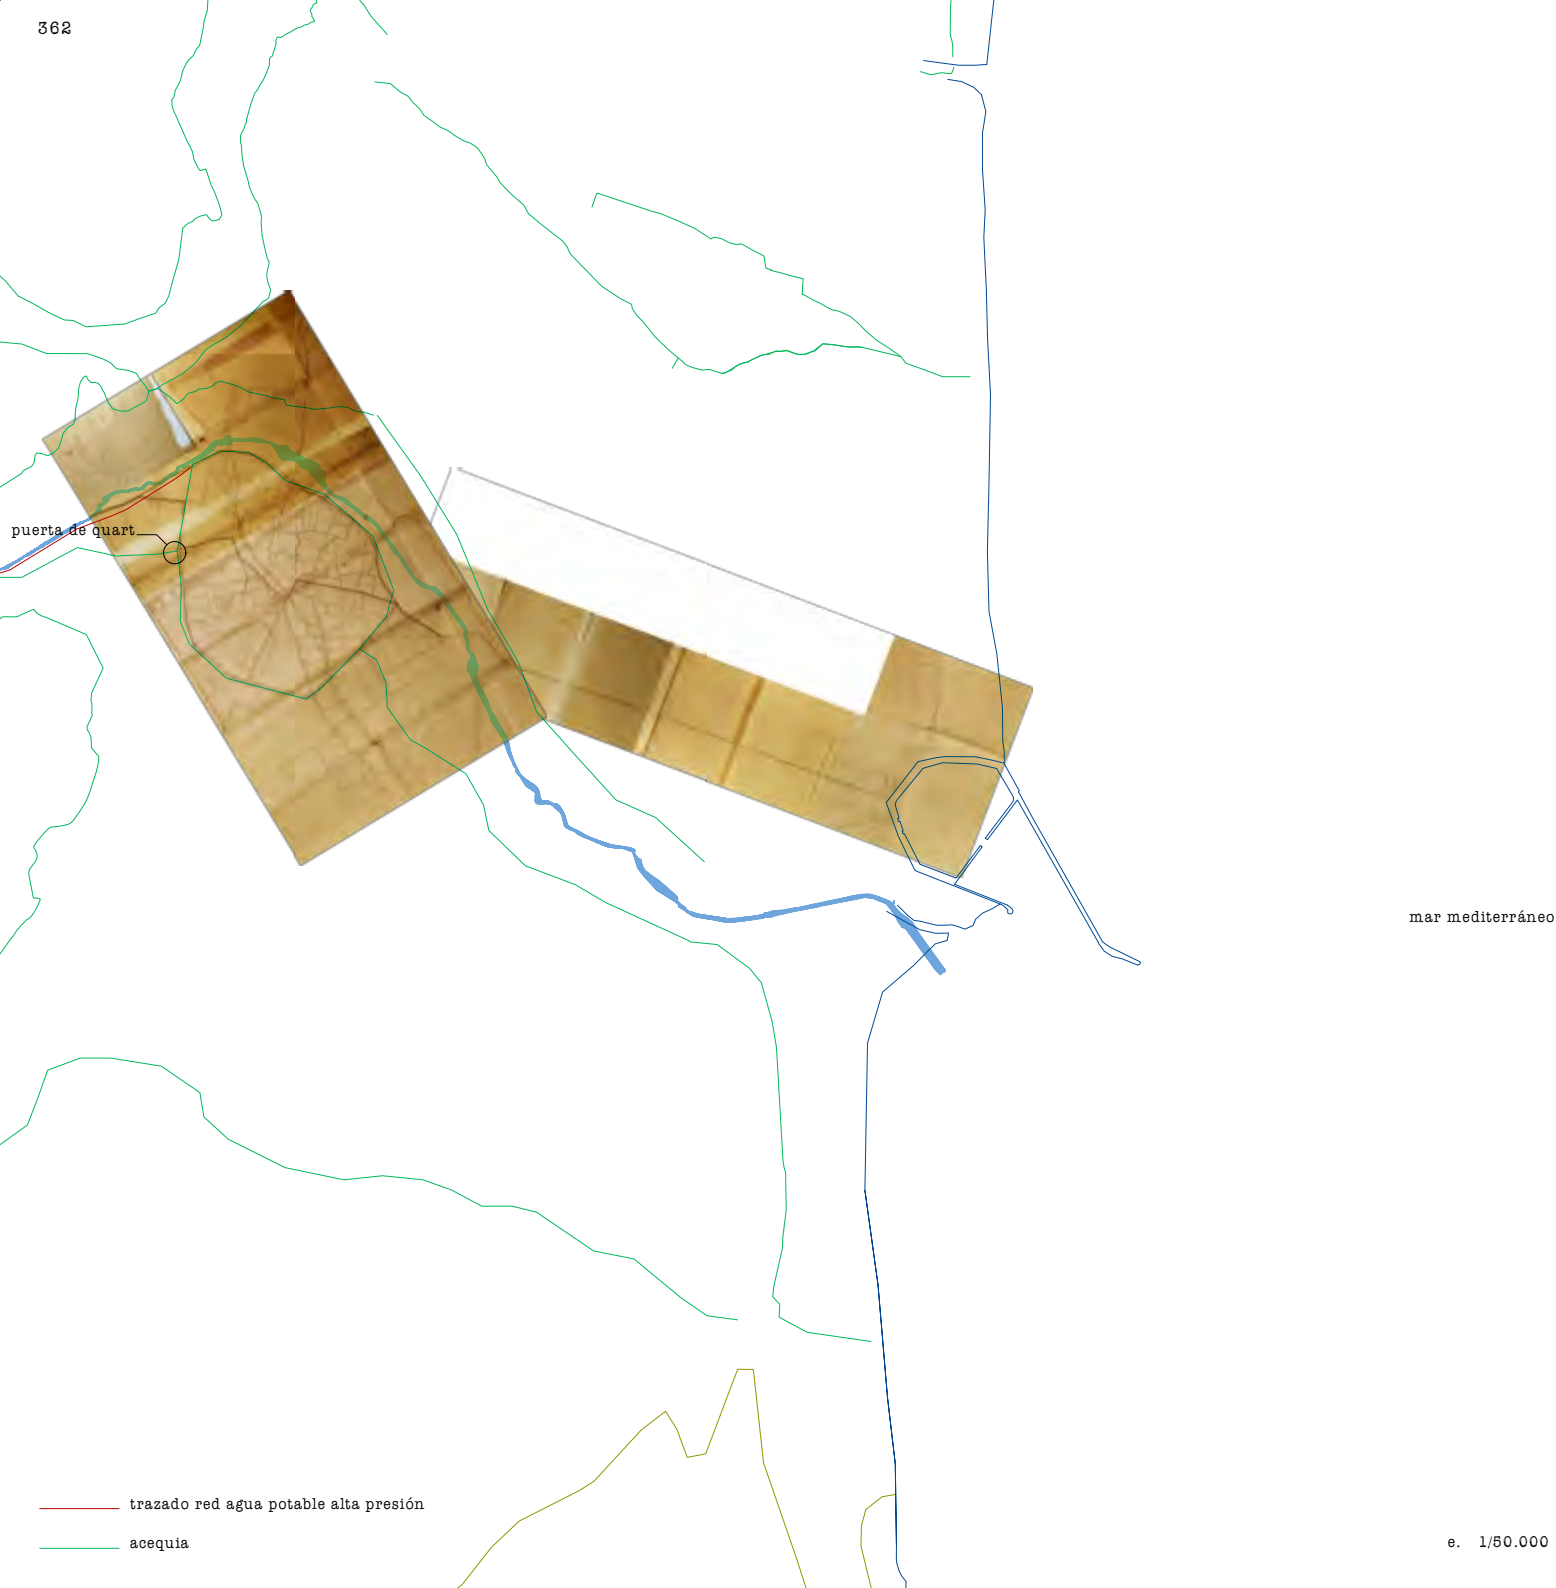 362
puerta de quart
mar mediterráneo
trazado red agua potable alta presión
acequia
e. 1/50.000